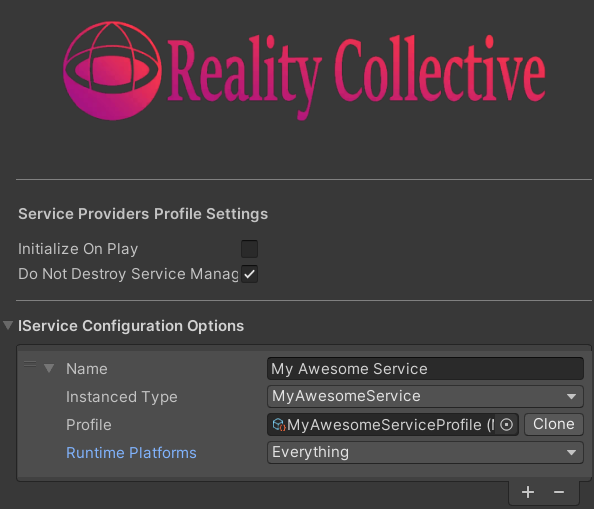 Reality Collective
Service Providers Profile Settings
Initialize On Play
Do Not Destroy Service Manag
IService Configuration Options
Name My Awesome Service
Instanced Type MyAwesomeService
Profile MyAwesomeServiceProfile ( Clone
Runtime Platforms Everything
+ −